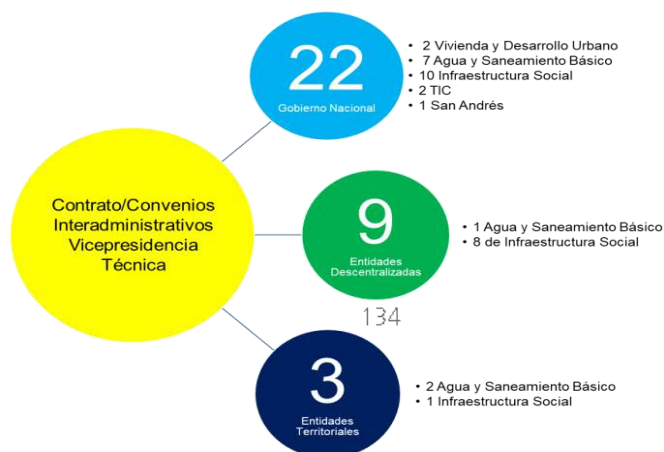 Contrato/Convenios
Interadministrativos
Vicepresidencia
Técnica
22
Gobierno Nacional
• 2 Vivienda y Desarrollo Urbano
• 7 Agua y Saneamiento Básico
• 10 Infraestructura Social
• 2 TIC
• 1 San Andrés
9
Entidades
Descentralizadas
• 1 Agua y Saneamiento Básico
• 8 de Infraestructura Social
134
3
Entidades
Territoriales
• 2 Agua y Saneamiento Básico
• 1 Infraestructura Social